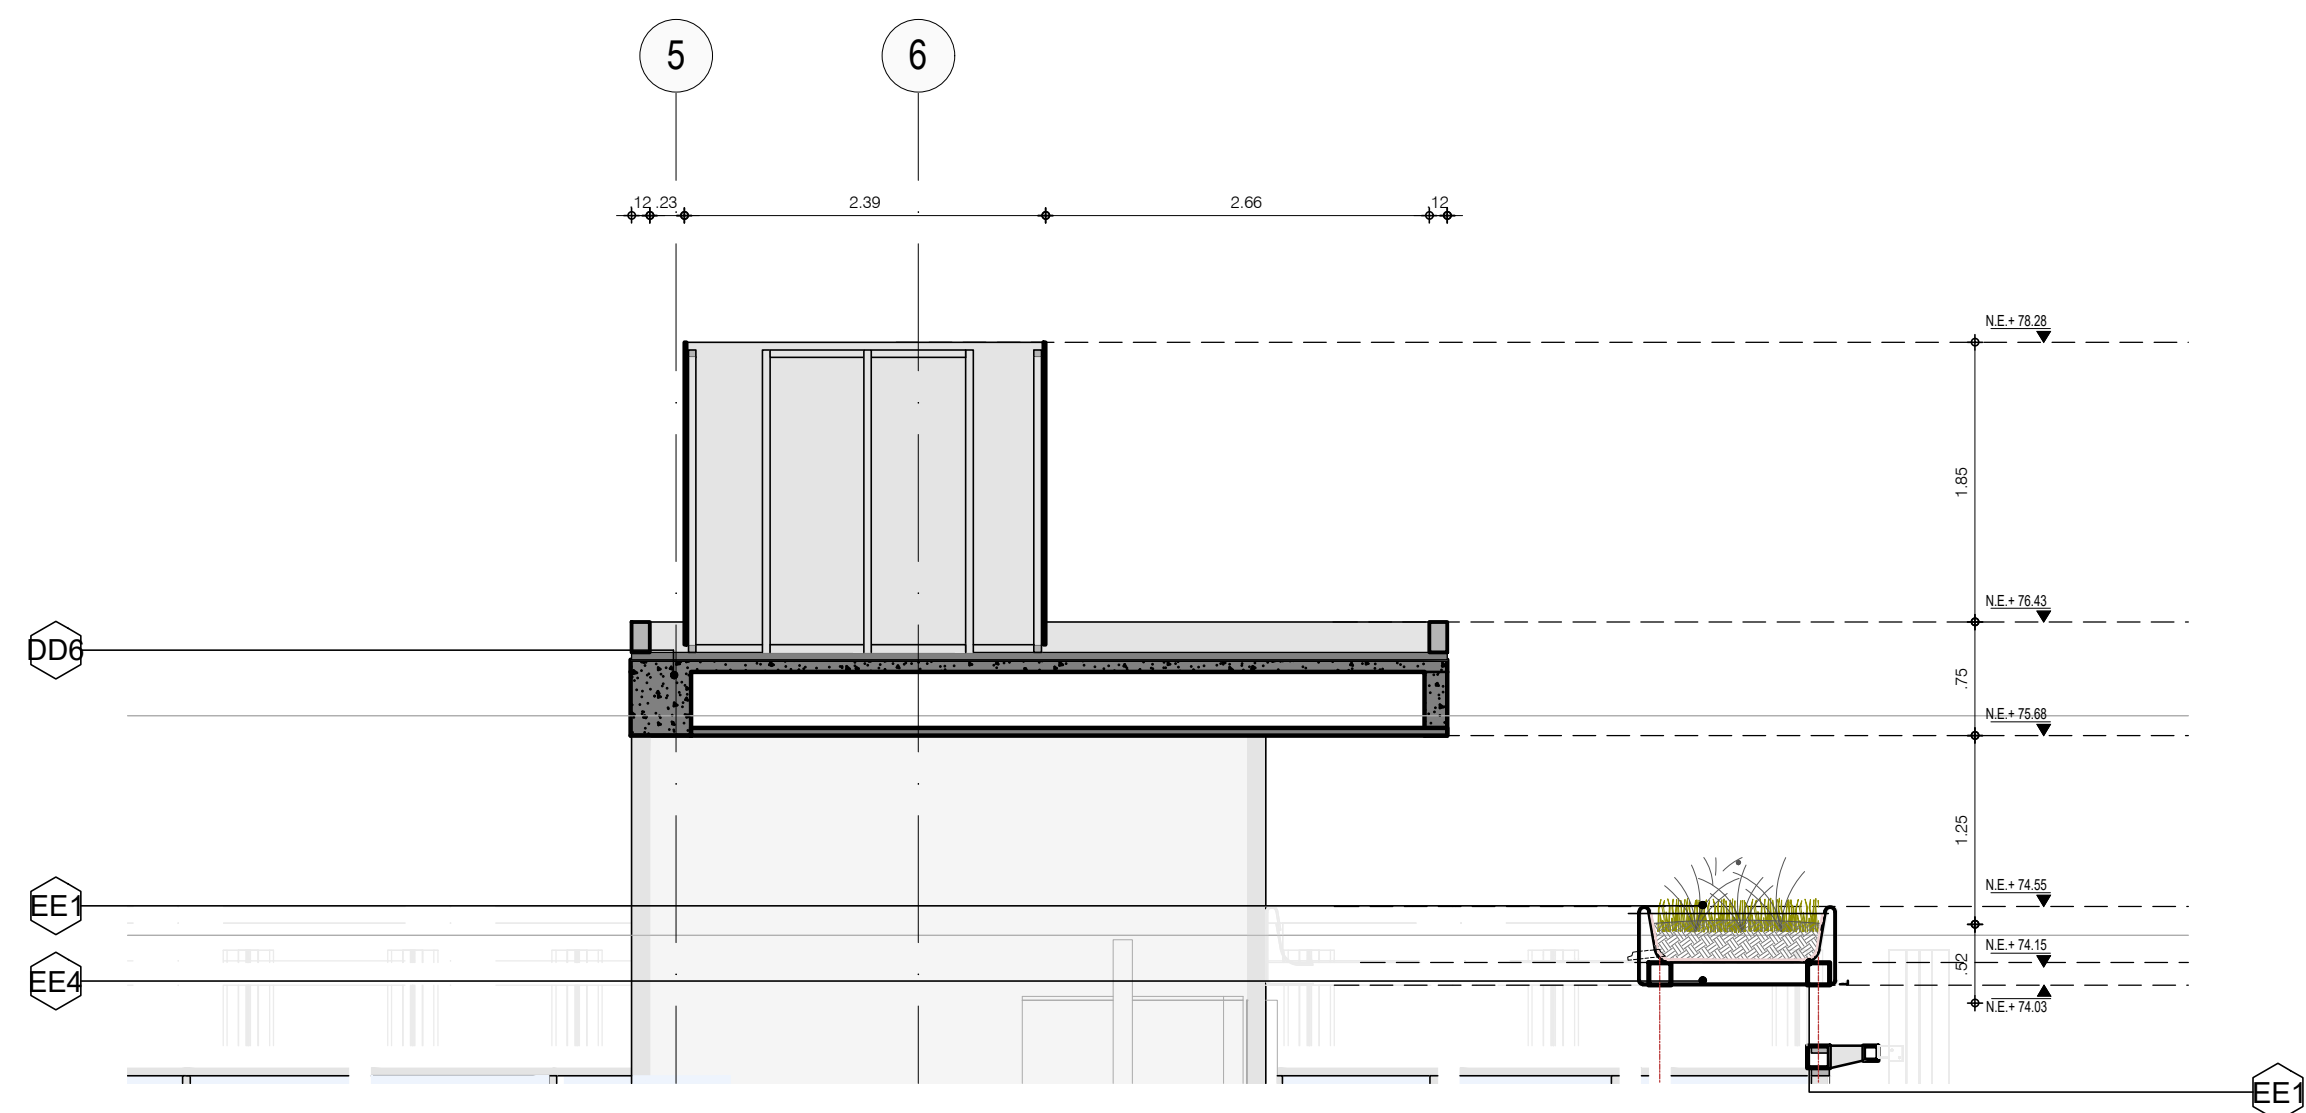 5
6
.12 .23 2.39 2.66 .12
N.E.+ 78.28
1.85
N.E.+ 76.43
DD6
.75
N.E.+ 75.68
1.25
N.E.+ 74.55
EE1
N.E.+ 74.15
.52
EE4
N.E.+ 74.03
EE1